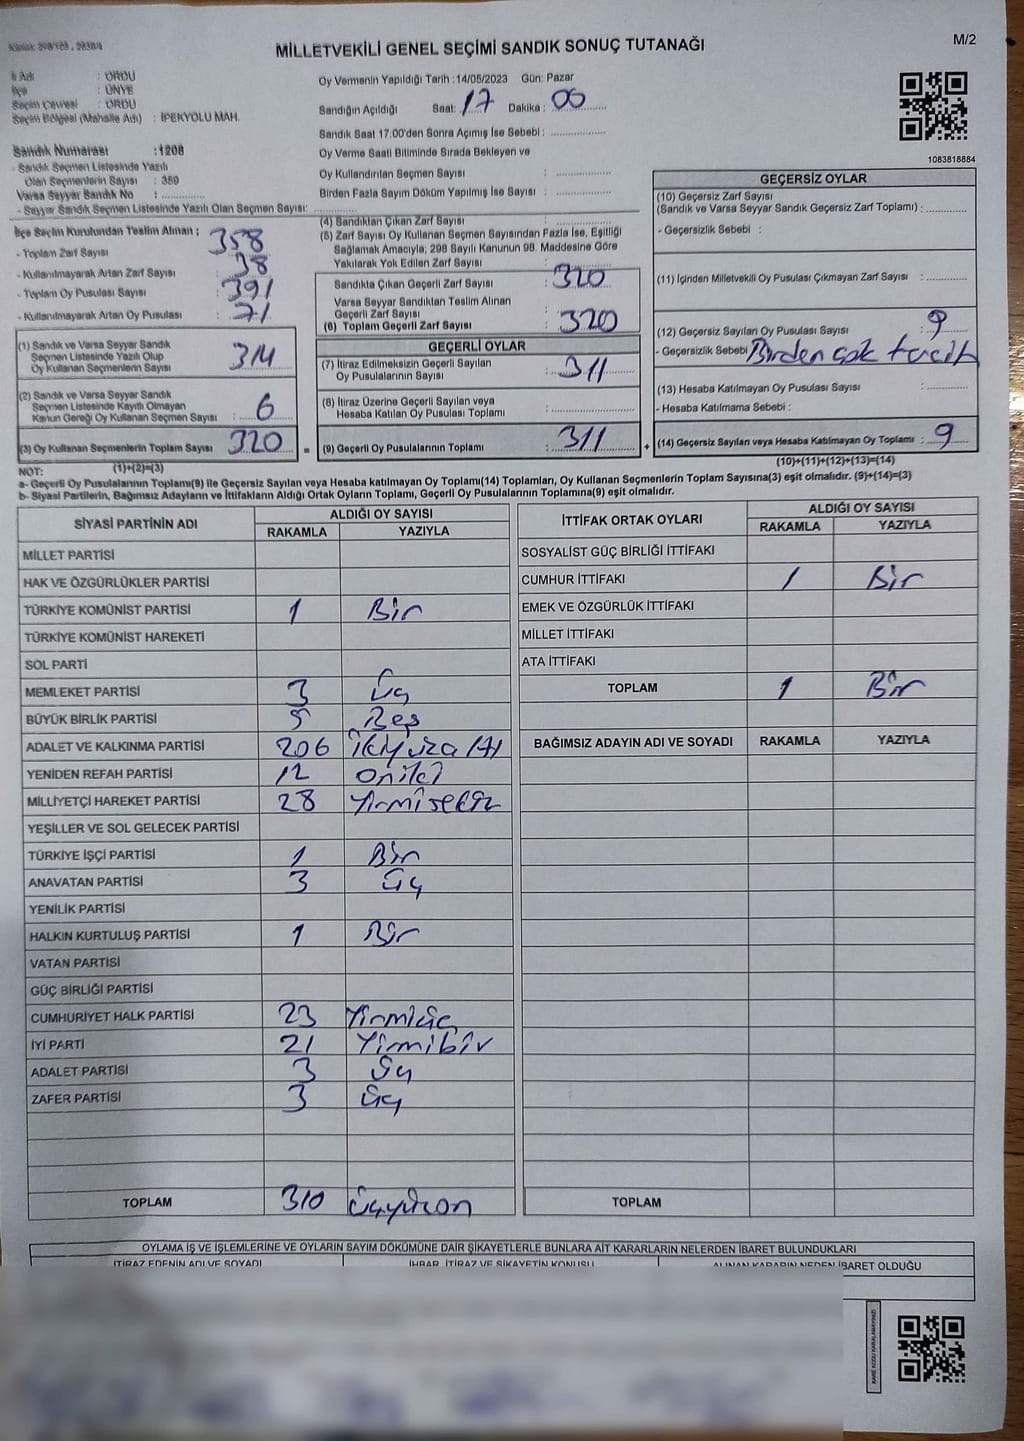 MİLLETVEKİLİ GENEL SEÇİMİ SANDIK SONUÇ TUTANAĞI
M/2
İl Adı : ORDU
İlçe : ÜNYE
Seçim Çevresi : ORDU
Seçim Bölgesi (Mahalle Adı) : İPEKYOLU MAH.
Sandık Numarası :1208
- Sandık Seçmen Listesinde Yazılı
Olan Seçmenlerin Sayısı : 359
Varsa Seyyar Sandık No :
- Seyyar Sandık Seçmen Listesinde Yazılı Olan Seçmen Sayısı:
Oy Vermenin Yapıldığı Tarih :14/05/2023 Gün: Pazar
Sandığın Açıldığı Saat: 17 Dakika : 00
Sandık Saat 17:00'den Sonra Açımış İse Sebebi :
Oy Verme Saati Bitiminde Sırada Bekleyen ve
Oy Kullandırılan Seçmen Sayısı :
Birden Fazla Sayım Döküm Yapılmış İse Sayısı :
1083818884
İlçe Seçim Kurulundan Teslim Alınan ;
- Toplam Zarf Sayısı : 358
- Kullanılmayarak Artan Zarf Sayısı : 38
- Toplam Oy Pusulası Sayısı : 391
- Kullanılmayarak Artan Oy Pusulası : 71
(4) Sandıktan Çıkan Zarf Sayısı :
(5) Zarf Sayısı Oy Kullanan Seçmen Sayısından Fazla İse, Eşitliği
Sağlamak Amacıyla; 298 Sayılı Kanunun 98. Maddesine Göre
Yakılarak Yok Edilen Zarf Sayısı :
Sandıkta Çıkan Geçerli Zarf Sayısı : 320
Varsa Seyyar Sandıktan Teslim Alınan
Geçerli Zarf Sayısı :
(6) Toplam Geçerli Zarf Sayısı : 320
GEÇERSİZ OYLAR
(10) Geçersiz Zarf Sayısı
(Sandık ve Varsa Seyyar Sandık Geçersiz Zarf Toplamı) :
- Geçersizlik Sebebi :
(11) İçinden Milletvekili Oy Pusulası Çıkmayan Zarf Sayısı :
(12) Geçersiz Sayılan Oy Pusulası Sayısı : 9
- Geçersizlik Sebebi Birden çok tercih
(13) Hesaba Katılmayan Oy Pusulası Sayısı :
- Hesaba Katılmama Sebebi :
(14) Geçersiz Sayılan veya Hesaba Katılmayan Oy Toplamı : 9
(10)+(11)+(12)+(13)=(14)
(1) Sandık ve Varsa Seyyar Sandık
Seçmen Listesinde Yazılı Olup
Oy Kullanan Seçmenlerin Sayısı : 314
(2) Sandık ve Varsa Seyyar Sandık
Seçmen Listesinde Kayıtlı Olmayan
Kanun Gereği Oy Kullanan Seçmen Sayısı : 6
(3) Oy Kullanan Seçmenlerin Toplam Sayısı : 320 =
(1)+(2)=(3)
GEÇERLİ OYLAR
(7) İtiraz Edilmeksizin Geçerli Sayılan
Oy Pusulalarının Sayısı : 311
(8) İtiraz Üzerine Geçerli Sayılan veya
Hesaba Katılan Oy Pusulası Toplamı :
(9) Geçerli Oy Pusulalarının Toplamı : 311 +
NOT:
a- Geçerli Oy Pusulalarının Toplamı(9) ile Geçersiz Sayılan veya Hesaba katılmayan Oy Toplamı(14) Toplamları, Oy Kullanan Seçmenlerin Toplam Sayısına(3) eşit olmalıdır. (9)+(14)=(3)
b- Siyasi Partilerin, Bağımsız Adayların ve İttifakların Aldığı Ortak Oyların Toplamı, Geçerli Oy Pusulalarının Toplamına(9) eşit olmalıdır.
SİYASİ PARTİNİN ADI ALDIĞI OY SAYISI
RAKAMLA YAZIYLA
MİLLET PARTİSİ
HAK VE ÖZGÜRLÜKLER PARTİSİ
TÜRKİYE KOMÜNİST PARTİSİ 1 Bir
TÜRKİYE KOMÜNİST HAREKETİ
SOL PARTİ
MEMLEKET PARTİSİ 3 Üç
BÜYÜK BİRLİK PARTİSİ 5 Beş
ADALET VE KALKINMA PARTİSİ 206 ikiyüzaltı
YENİDEN REFAH PARTİSİ 12 oniki
MİLLİYETÇİ HAREKET PARTİSİ 28 Yirmisekiz
YEŞİLLER VE SOL GELECEK PARTİSİ
TÜRKİYE İŞÇİ PARTİSİ 1 Bir
ANAVATAN PARTİSİ 3 üç
YENİLİK PARTİSİ
HALKIN KURTULUŞ PARTİSİ 1 Bir
VATAN PARTİSİ
GÜÇ BİRLİĞİ PARTİSİ
CUMHURİYET HALK PARTİSİ 23 Yirmiüç
İYİ PARTİ 21 Yirmibir
ADALET PARTİSİ 3 üç
ZAFER PARTİSİ 3 üç
TOPLAM 310 üçyüzon
İTTİFAK ORTAK OYLARI ALDIĞI OY SAYISI
RAKAMLA YAZIYLA
SOSYALİST GÜÇ BİRLİĞİ İTTİFAKI
CUMHUR İTTİFAKI 1 Bir
EMEK VE ÖZGÜRLÜK İTTİFAKI
MİLLET İTTİFAKI
ATA İTTİFAKI
TOPLAM 1 Bir
BAĞIMSIZ ADAYIN ADI VE SOYADI RAKAMLA YAZIYLA
TOPLAM
OYLAMA İŞ VE İŞLEMLERİNE VE OYLARIN SAYIM DÖKÜMÜNE DAİR ŞİKAYETLERLE BUNLARA AİT KARARLARIN NELERDEN İBARET BULUNDUKLARI
İTİRAZ EDENİN ADI VE SOYADI İHBAR, İTİRAZ VE ŞİKAYETİN KONUSU ALINAN KARARIN NEDEN İBARET OLDUĞU